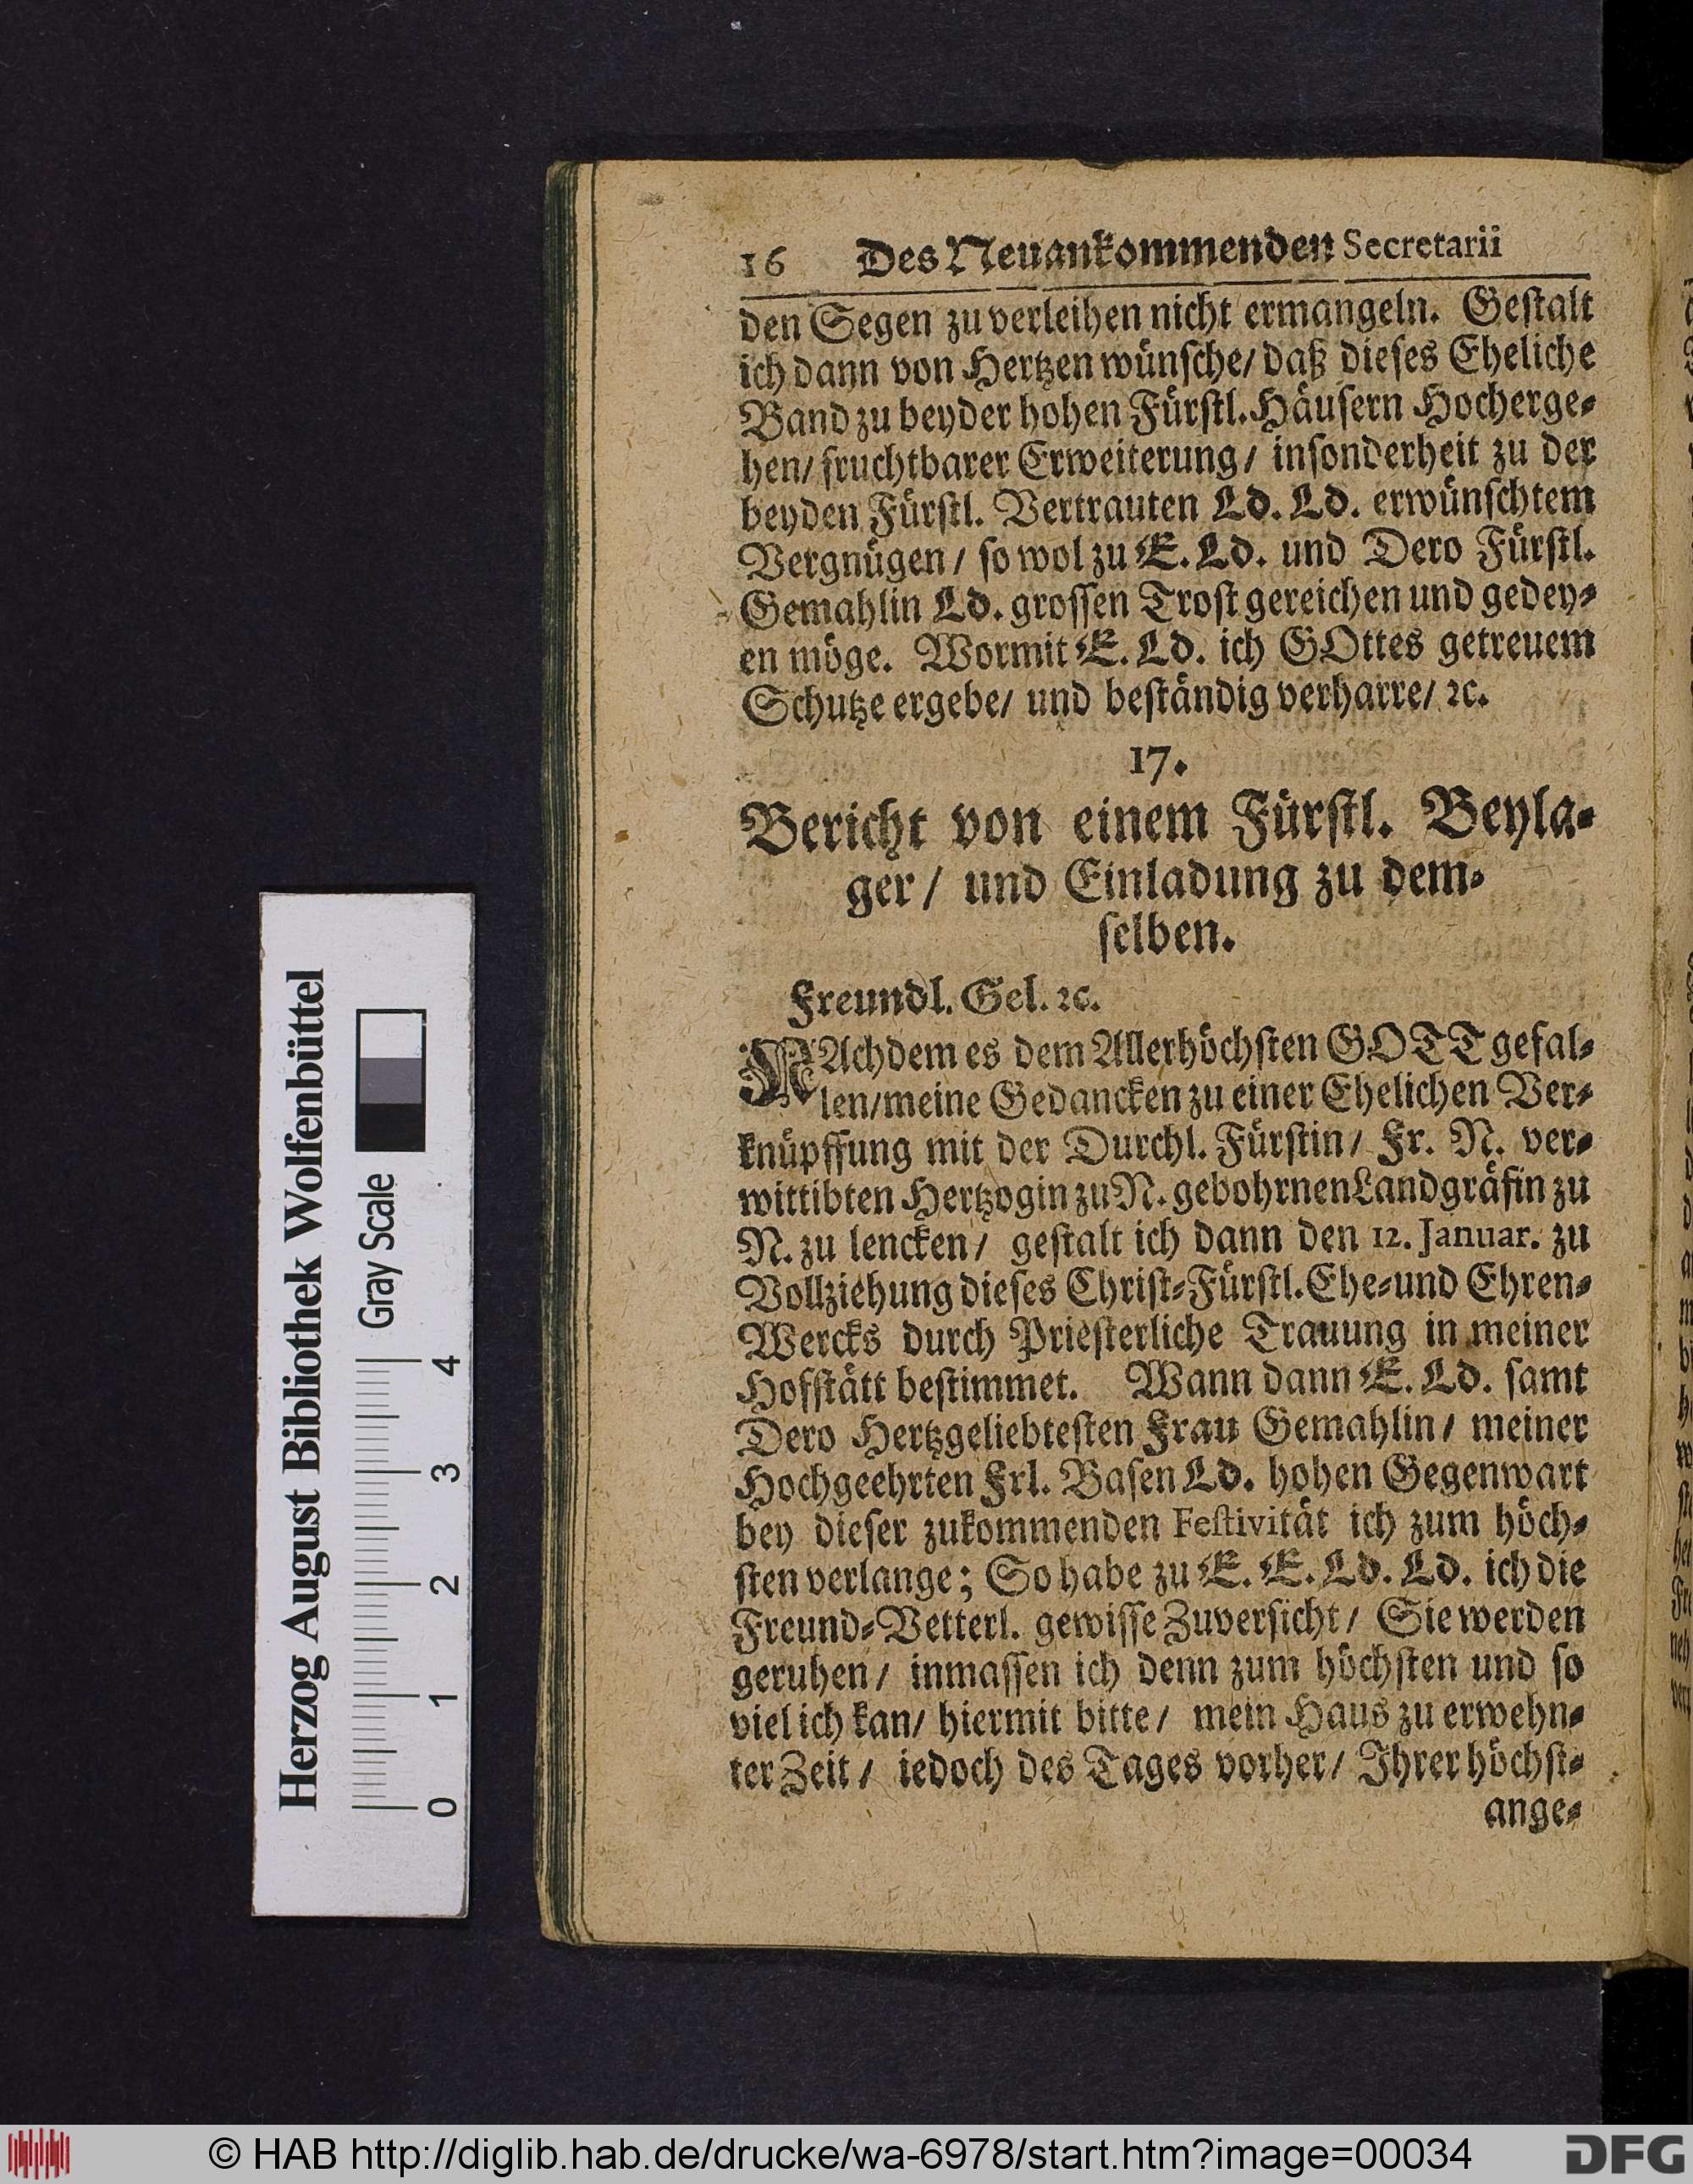 16 Des Neuankommenden Secretarii
den Segen zu verleihen nicht ermangeln. Gestalt
ich dann von Hertzen wünsche/ daß dieses Eheliche
Band zu beyder hohen Fürstl. Häusern Hocherge-
hen/ fruchtbarer Erweiterung/ insonderheit zu der
beyden Fürstl. Vertrauten Ld. Ld. erwünschtem
Vergnügen/ so wol zu E. Ld. und Dero Fürstl.
Gemahlin Ld. grossen Trost gereichen und gedey-
en möge. Wormit E. Ld. ich GOttes getreuem
Schutze ergebe/ und beständig verharre/ ꝛc.
17.
Bericht von einem Fürstl. Beyla-
ger/ und Einladung zu dem-
selben.
Freundl. Gel. ꝛc.
NAchdem es dem Allerhöchsten GOTT gefal-
len/ meine Gedancken zu einer Ehelichen Ver-
knüpffung mit der Durchl. Fürstin/ Fr. N. ver-
wittibten Hertzogin zu N. gebohrnen Landgräfin zu
N. zu lencken/ gestalt ich dann den 12. Januar. zu
Vollziehung dieses Christ-Fürstl. Ehe-und Ehren-
Wercks durch Priesterliche Trauung in meiner
Hofstätt bestimmet. Wann dann E. Ld. samt
Dero Hertzgeliebtesten Frau Gemahlin/ meiner
Hochgeehrten Frl. Basen Ld. hohen Gegenwart
bey dieser zukommenden Festivität ich zum höch-
sten verlange; So habe zu E. E. Ld. Ld. ich die
Freund-Vetterl. gewisse Zuversicht/ Sie werden
geruhen/ inmassen ich denn zum höchsten und so
viel ich kan/ hiermit bitte/ mein Haus zu erwehn-
ter Zeit/ iedoch des Tages vorher/ Ihrer höchst-
ange-
Herzog August Bibliothek Wolfenbüttel
Gray Scale
0 1 2 3 4
© HAB http://diglib.hab.de/drucke/wa-6978/start.htm?image=00034
DFG